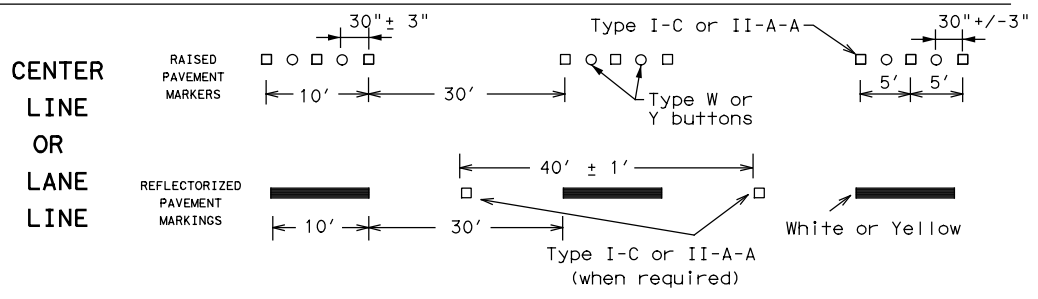 CENTER
LINE
OR
LANE
LINE
RAISED
PAVEMENT
MARKERS
30"± 3"
10'
30'
Type I-C or II-A-A
30"+/-3"
5'
5'
Type W or
Y buttons
REFLECTORIZED
PAVEMENT
MARKINGS
40' ± 1'
10'
30'
Type I-C or II-A-A
(when required)
White or Yellow